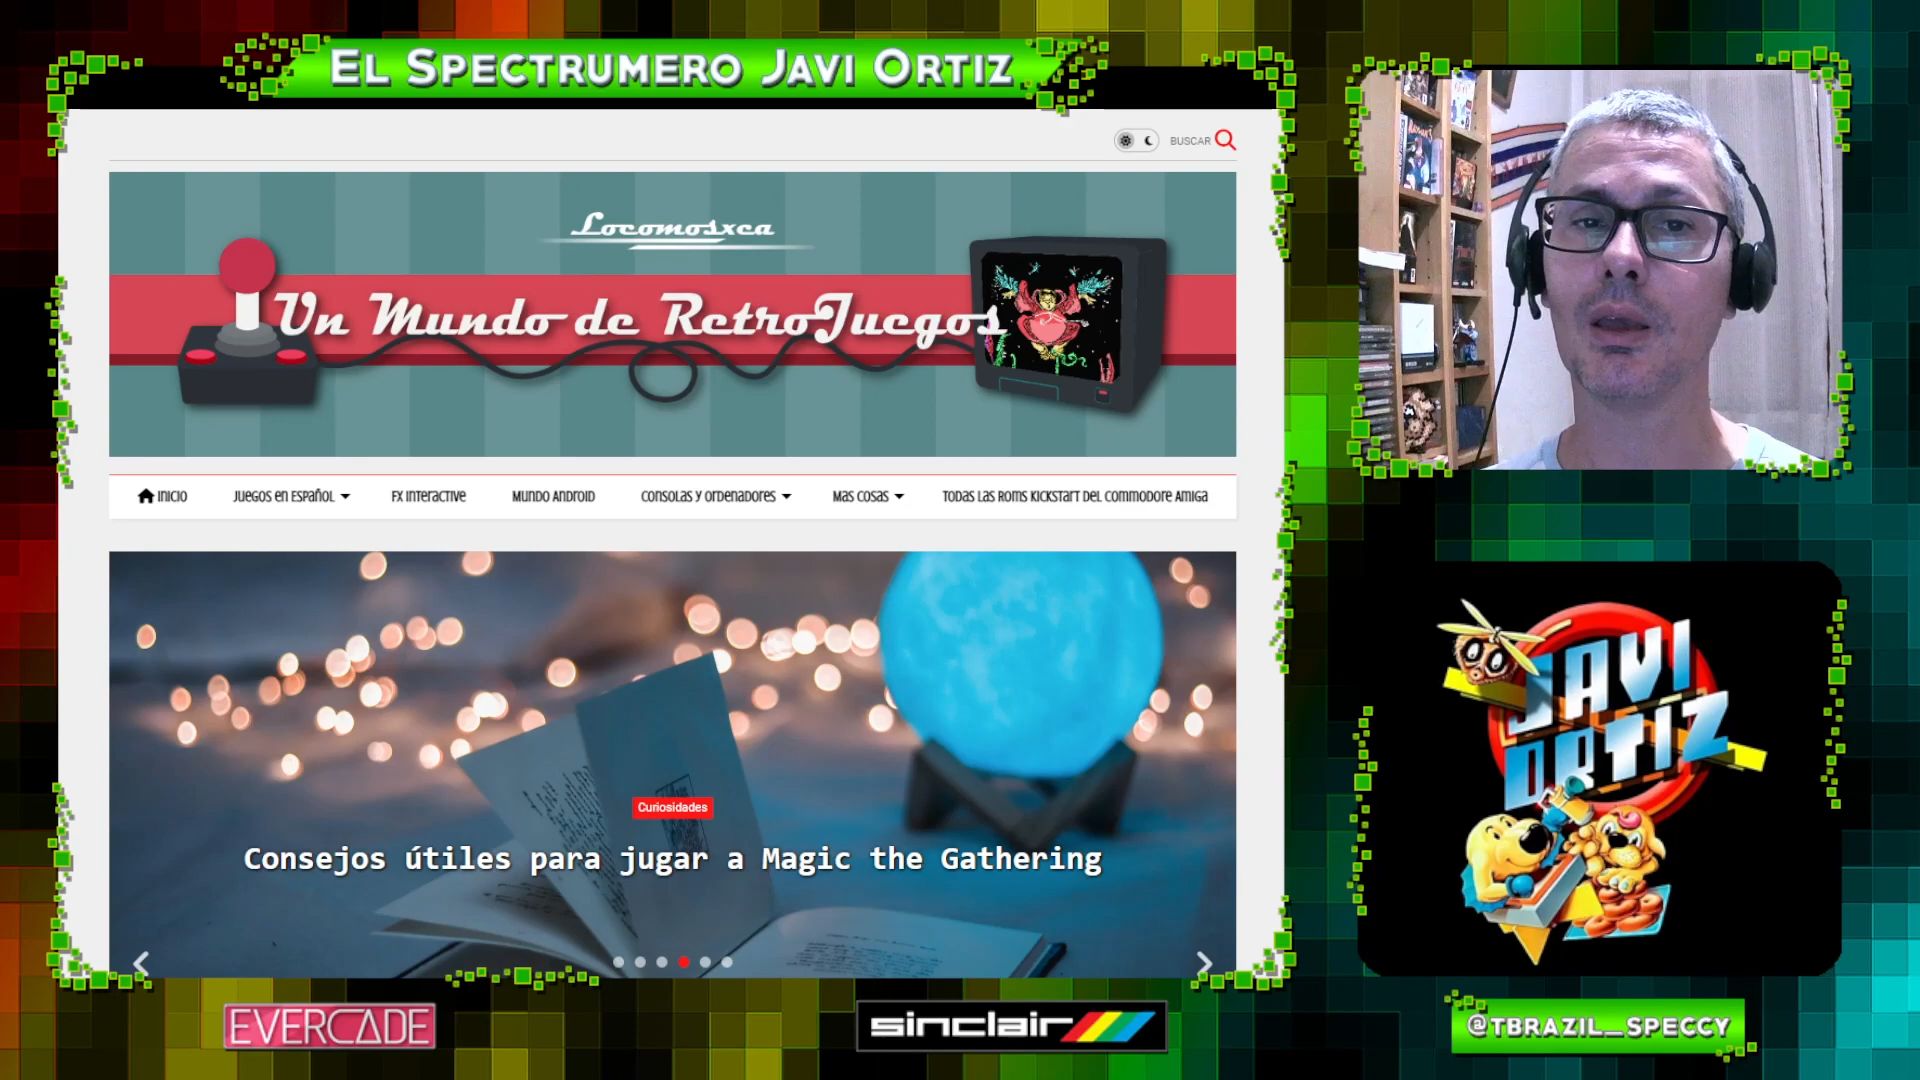 El Spectrumero Javi Ortiz
BUSCAR
Locomosxca
Un Mundo de RetroJuegos
Inicio
Juegos en Español
FX Interactive
Mundo Android
Consolas y ordenadores
Mas Cosas
Todas las Roms Kickstart del Commodore Amiga
Curiosidades
Consejos útiles para jugar a Magic the Gathering
JAVI
ORTIZ
EVERCADE
sinclair
@TBRAZIL_SPECCY